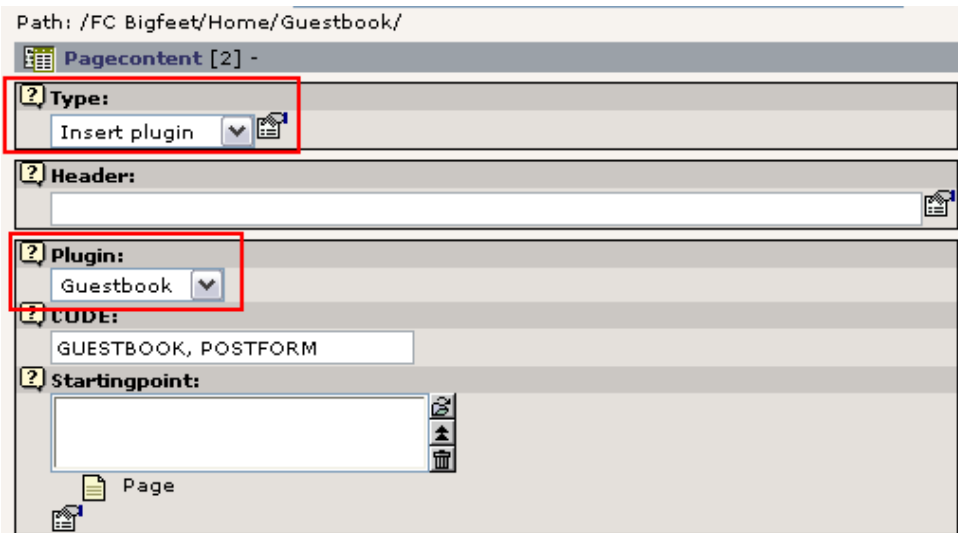 Path: /FC Bigfeet/Home/Guestbook/
Pagecontent [2] -
Type:
Insert plugin
Header:
Plugin:
Guestbook
CODE:
GUESTBOOK, POSTFORM
Startingpoint:
Page